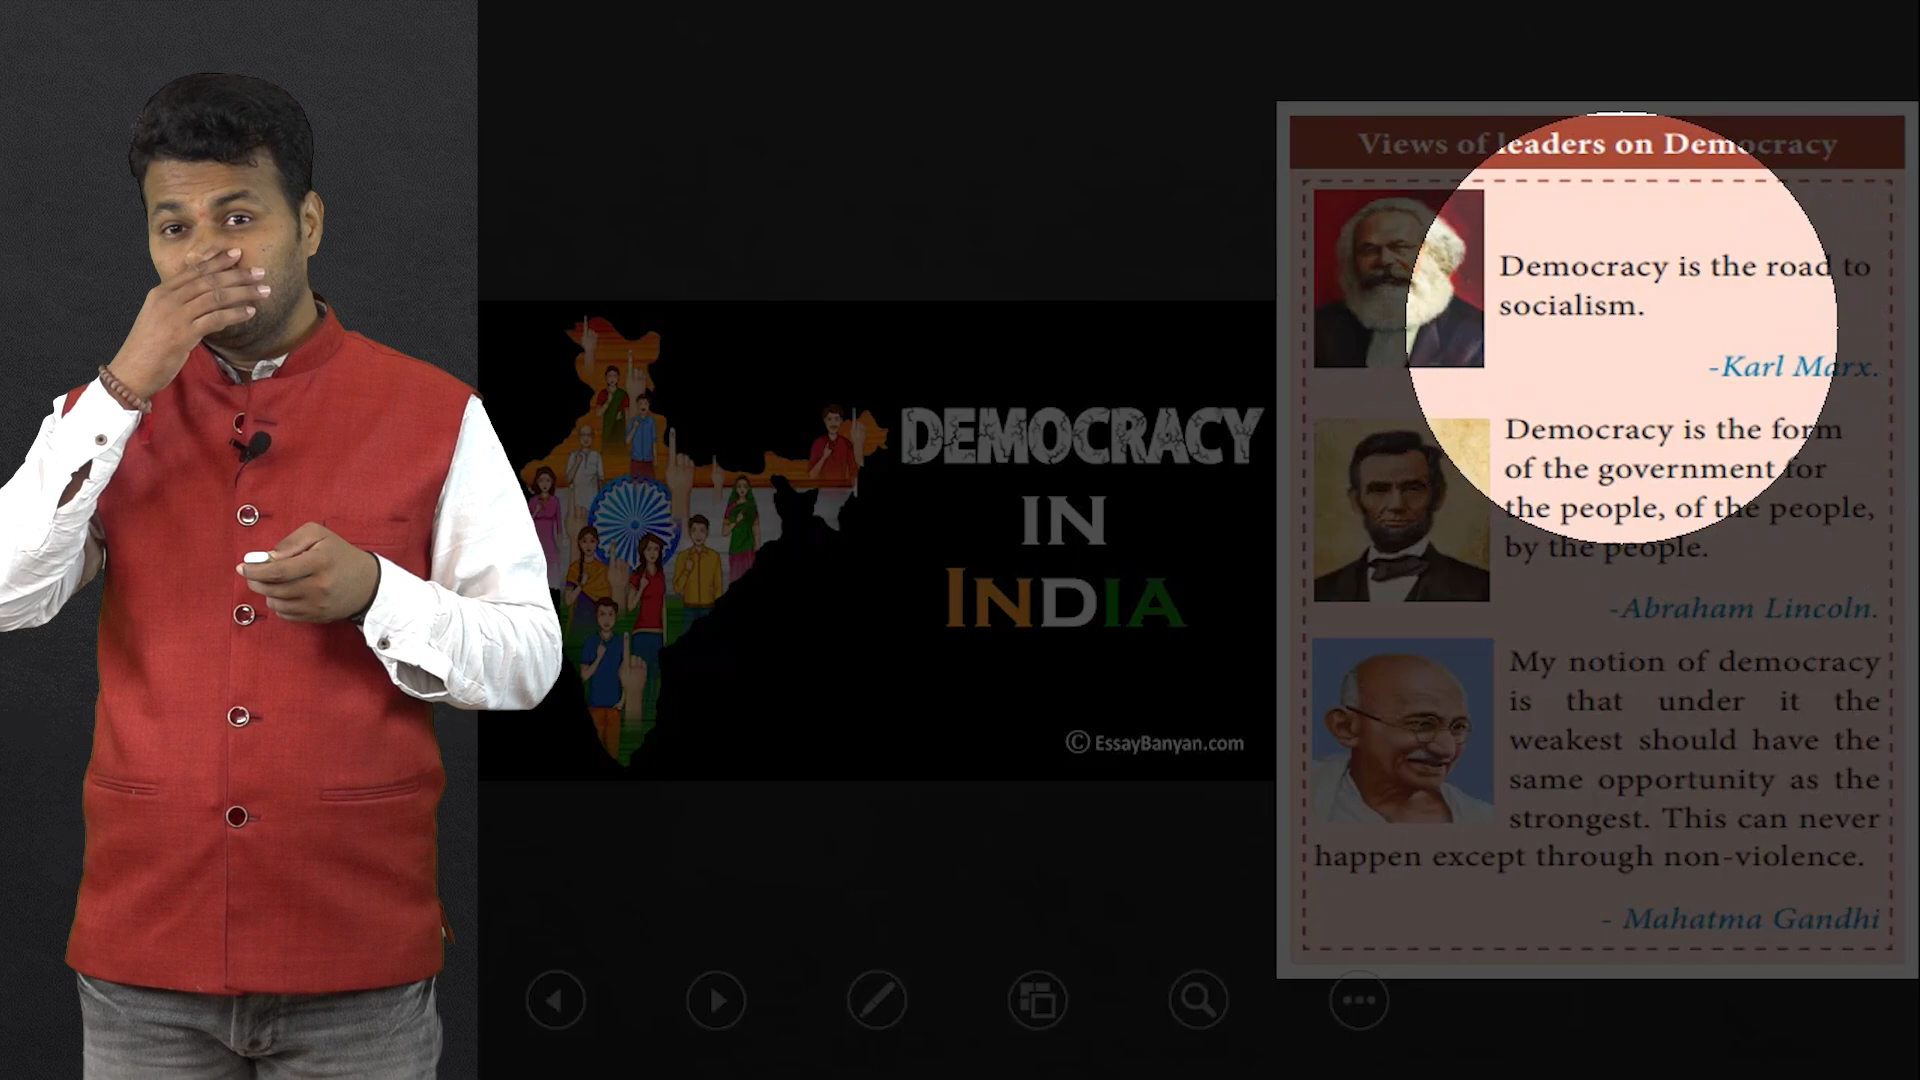 DEMOCRACY
IN
INDIA
© EssayBanyan.com
Views of leaders on Democracy
Democracy is the road to
socialism.
-Karl Marx.
Democracy is the form
of the government for
the people, of the people,
by the people.
-Abraham Lincoln.
My notion of democracy
is that under it the
weakest should have the
same opportunity as the
strongest. This can never
happen except through non-violence.
- Mahatma Gandhi